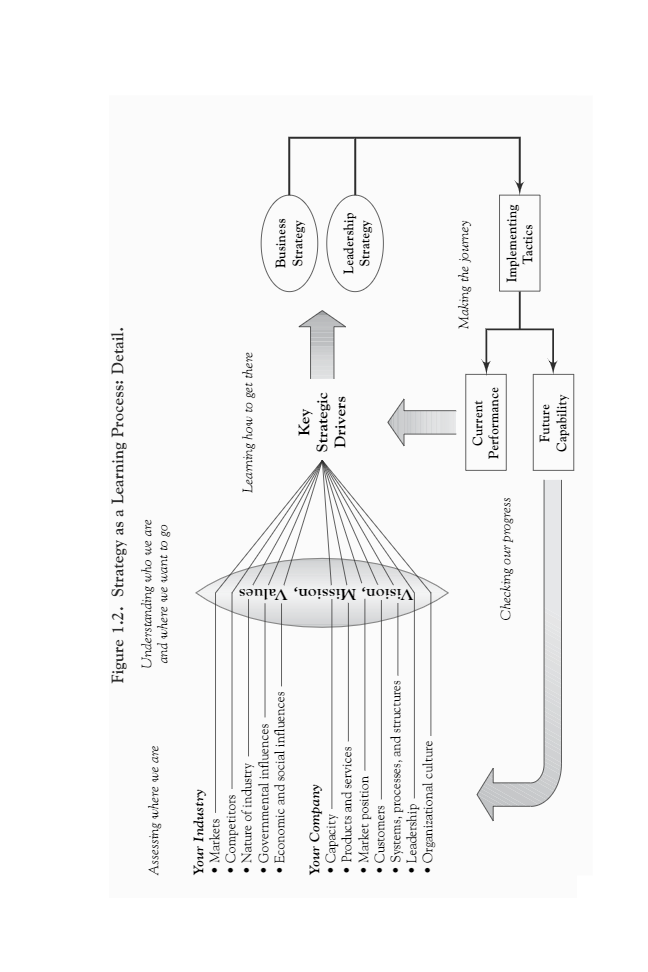 Figure 1.2. Strategy as a Learning Process: Detail.
Assessing where we are
Understanding who we are
and where we want to go
Learning how to get there
Making the journey
Checking our progress
Your Industry
• Markets
• Competitors
• Nature of industry
• Governmental influences
• Economic and social influences
Your Company
• Capacity
• Products and services
• Market position
• Customers
• Systems, processes, and structures
• Leadership
• Organizational culture
Vision, Mission, Values
Key
Strategic
Drivers
Business
Strategy
Leadership
Strategy
Implementing
Tactics
Current
Performance
Future
Capability